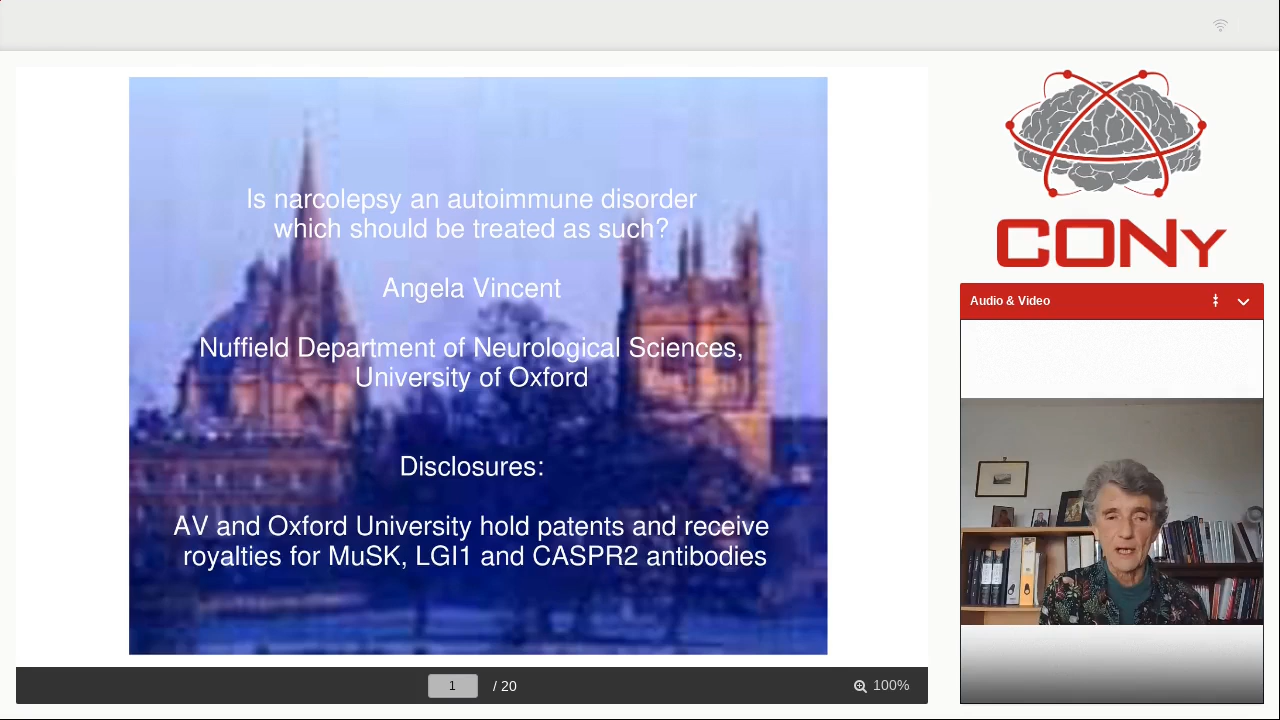 Is narcolepsy an autoimmune disorder
which should be treated as such?
Angela Vincent
Nuffield Department of Neurological Sciences,
University of Oxford
Disclosures:
AV and Oxford University hold patents and receive
royalties for MuSK, LGI1 and CASPR2 antibodies
1 / 20
100%
CONy
Audio & Video